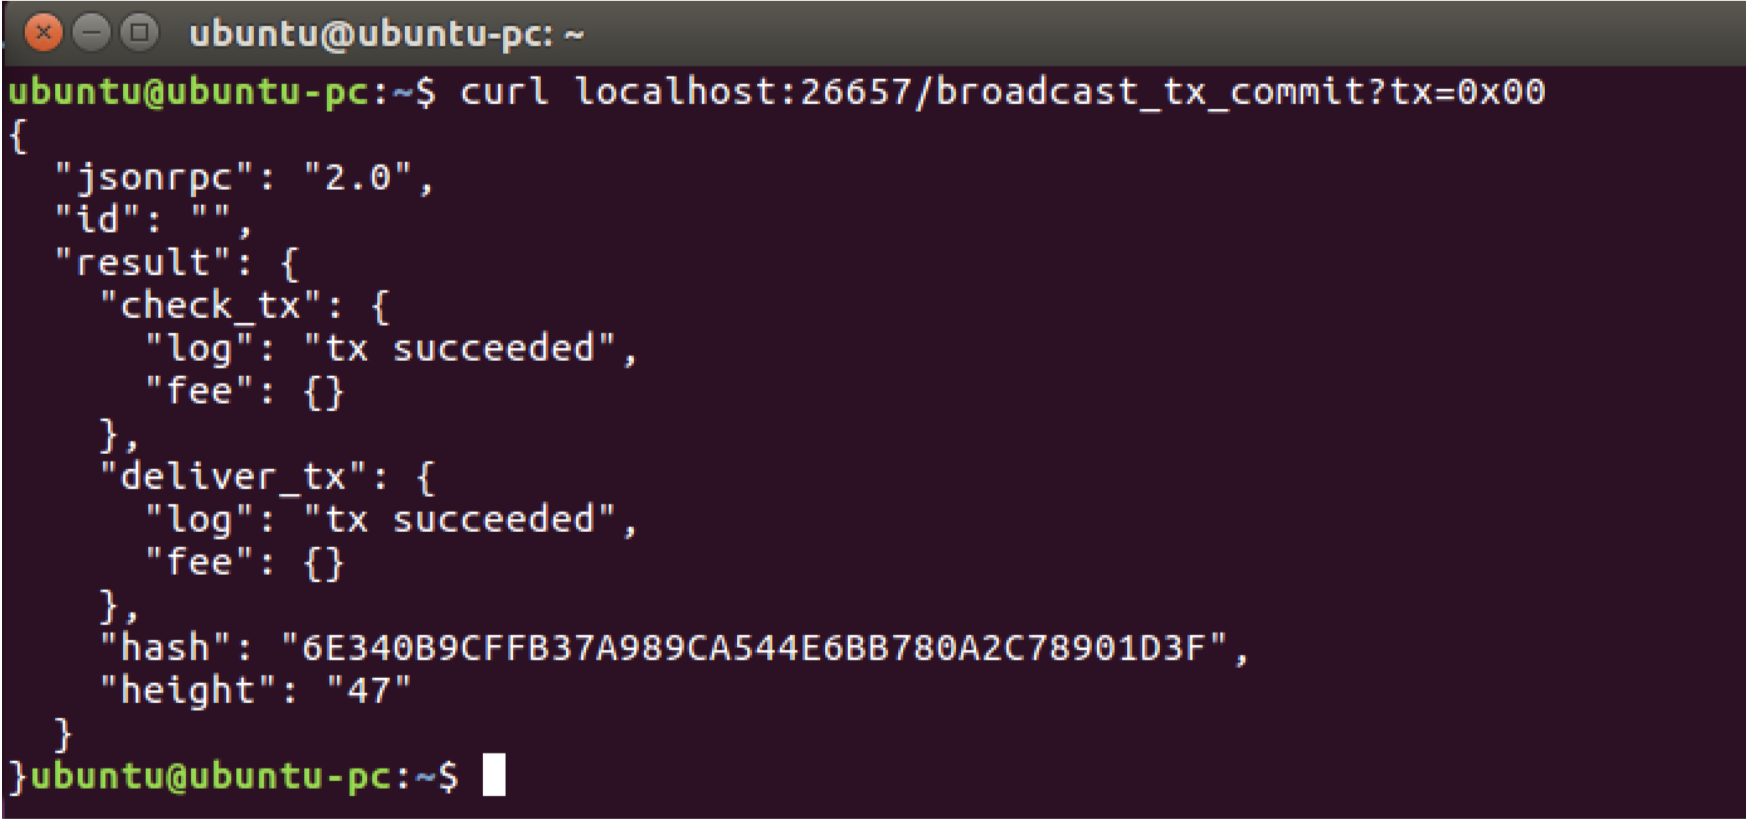 ubuntu@ubuntu-pc: ~
ubuntu@ubuntu-pc:~$ curl localhost:26657/broadcast_tx_commit?tx=0x00
{
  "jsonrpc": "2.0",
  "id": "",
  "result": {
    "check_tx": {
      "log": "tx succeeded",
      "fee": {}
    },
    "deliver_tx": {
      "log": "tx succeeded",
      "fee": {}
    },
    "hash": "6E340B9CFFB37A989CA544E6BB780A2C78901D3F",
    "height": "47"
  }
}ubuntu@ubuntu-pc:~$